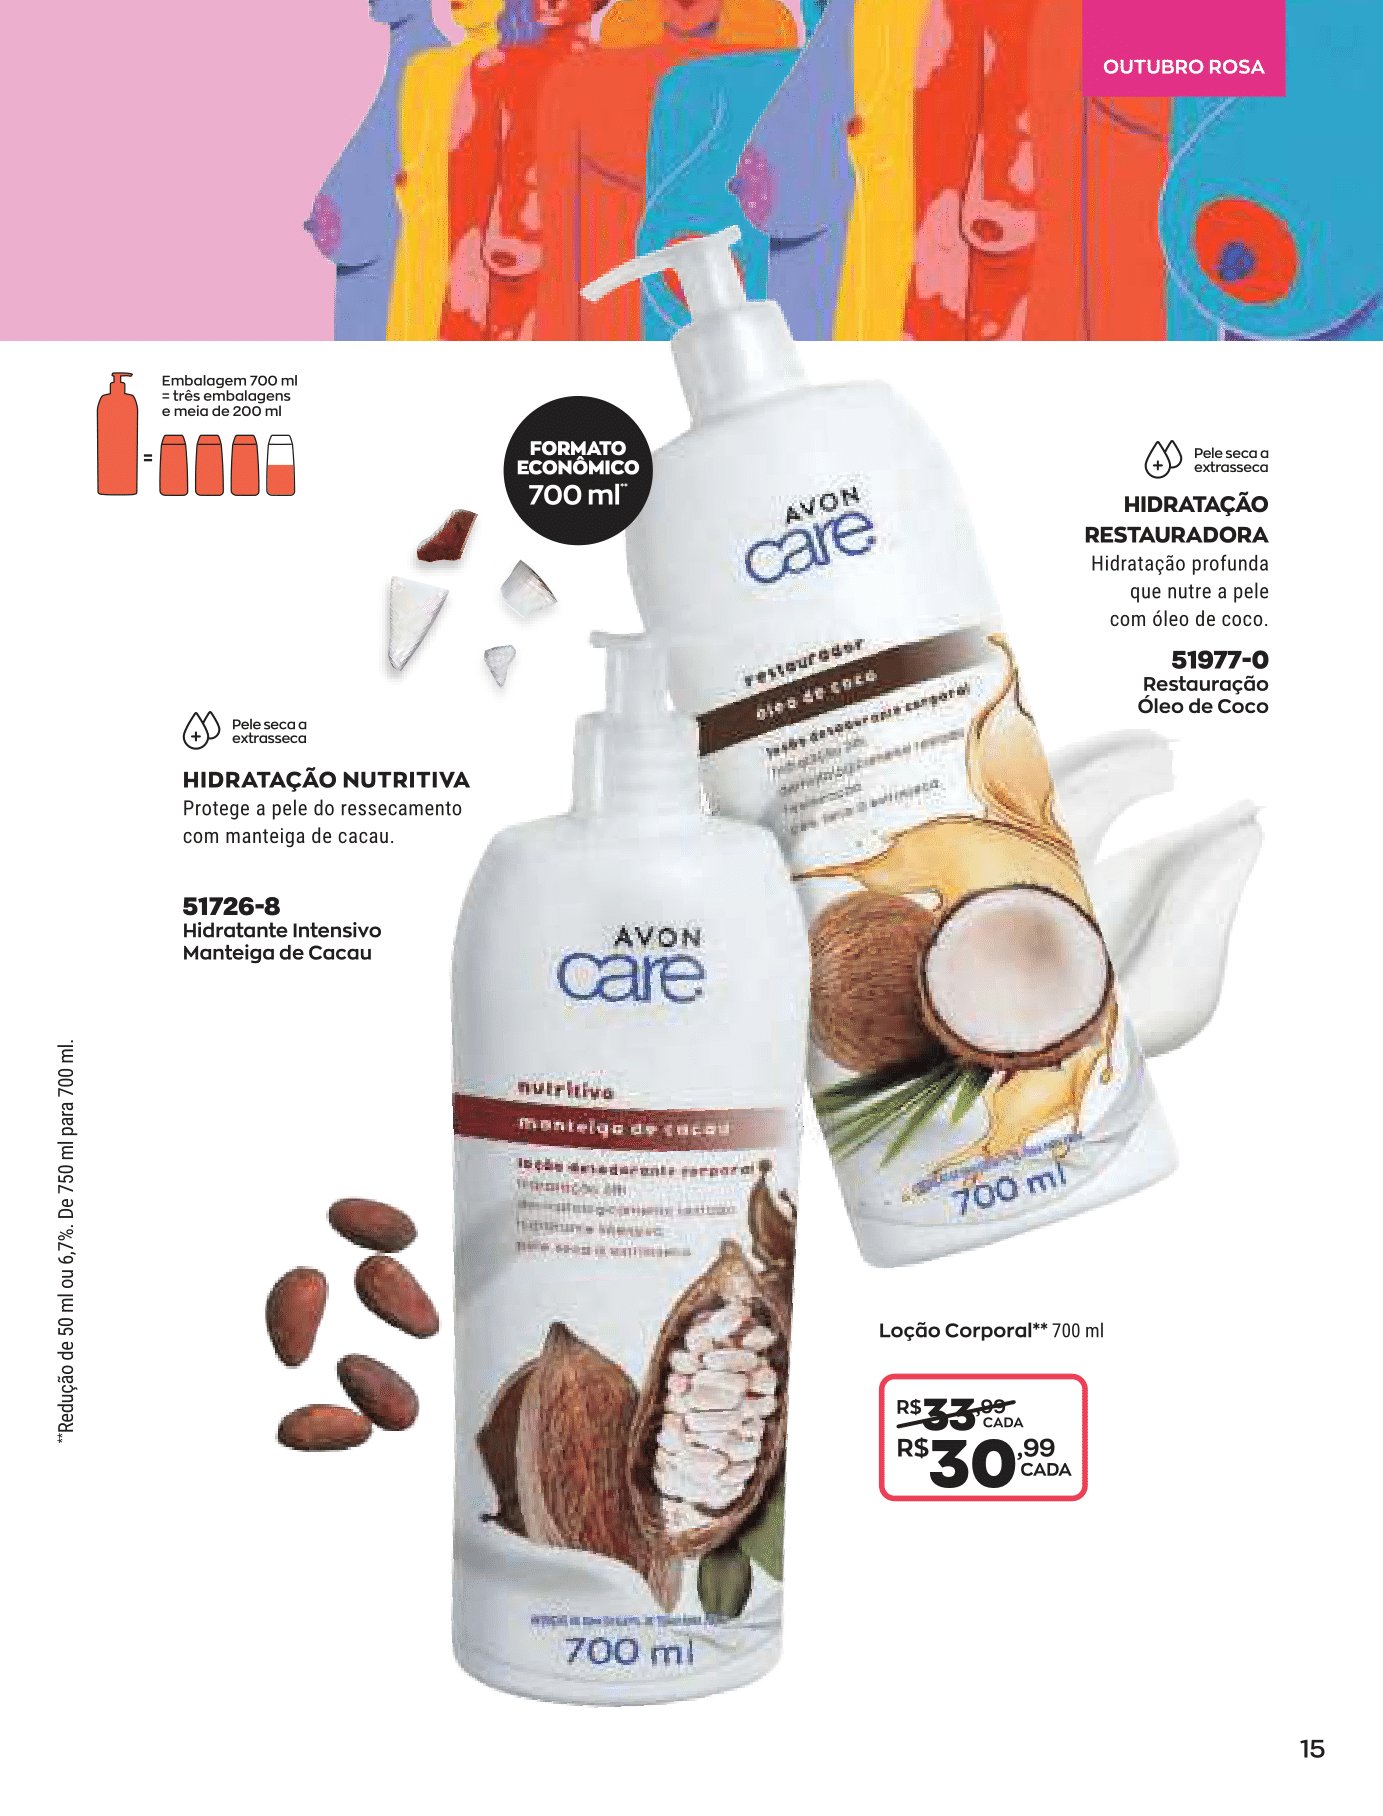 OUTUBRO ROSA
Embalagem 700 ml
= três embalagens
e meia de 200 ml
=
FORMATO
ECONÔMICO
700 ml**
Pele seca a
extrasseca
HIDRATAÇÃO
RESTAURADORA
Hidratação profunda
que nutre a pele
com óleo de coco.
51977-0
Restauração
Óleo de Coco
AVON
care
restaurador
óleo de coco
loção desodorante corporal
700 ml
Pele seca a
extrasseca
HIDRATAÇÃO NUTRITIVA
Protege a pele do ressecamento
com manteiga de cacau.
51726-8
Hidratante Intensivo
Manteiga de Cacau
AVON
care
nutritivo
manteiga de cacau
loção desodorante corporal
700 ml
**Redução de 50 ml ou 6,7%. De 750 ml para 700 ml.
Loção Corporal** 700 ml
R$33,99
CADA
R$30,99
CADA
15